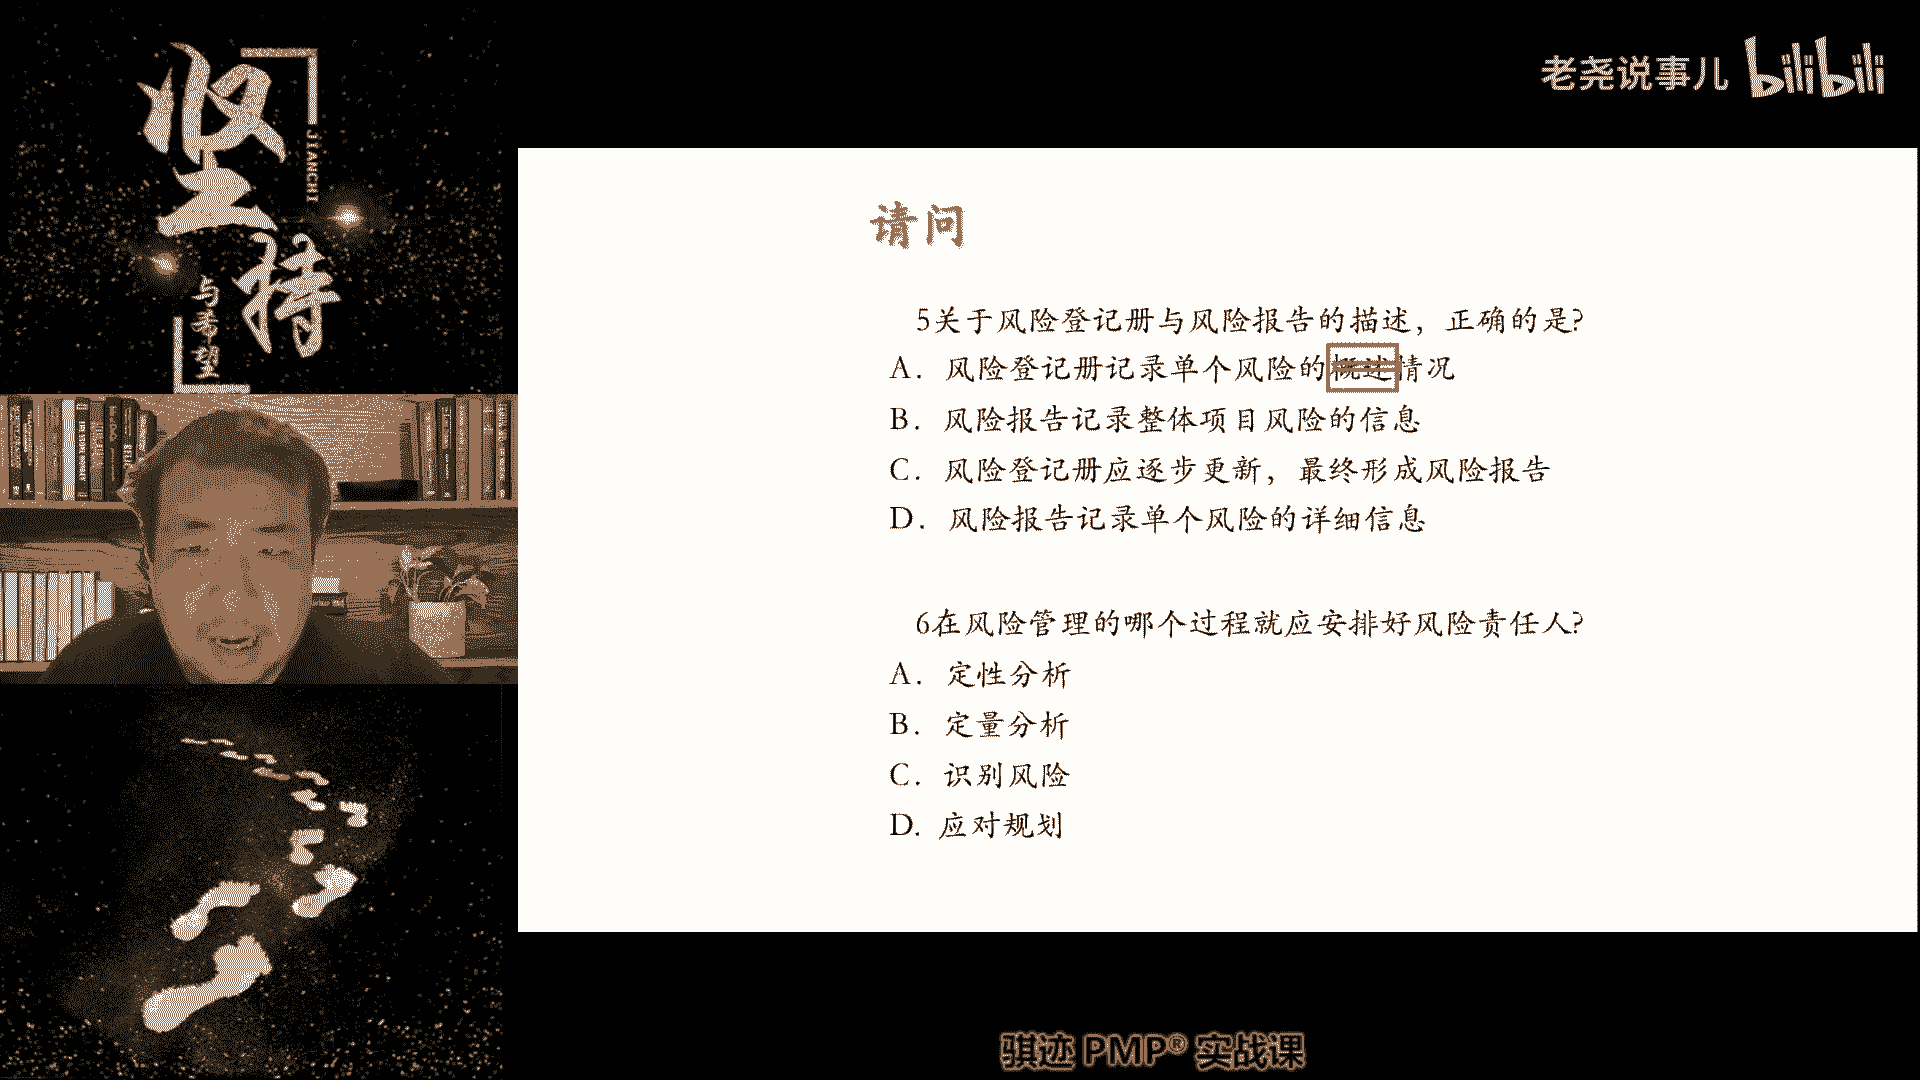 坚持
JIANCHI
与希望
老尧说事儿 bilibili
请问
5关于风险登记册与风险报告的描述，正确的是?
A. 风险登记册记录单个风险的概述情况
B. 风险报告记录整体项目风险的信息
C. 风险登记册应逐步更新，最终形成风险报告
D. 风险报告记录单个风险的详细信息
6在风险管理的哪个过程就应安排好风险责任人?
A. 定性分析
B. 定量分析
C. 识别风险
D. 应对规划
骐迹 PMP® 实战课